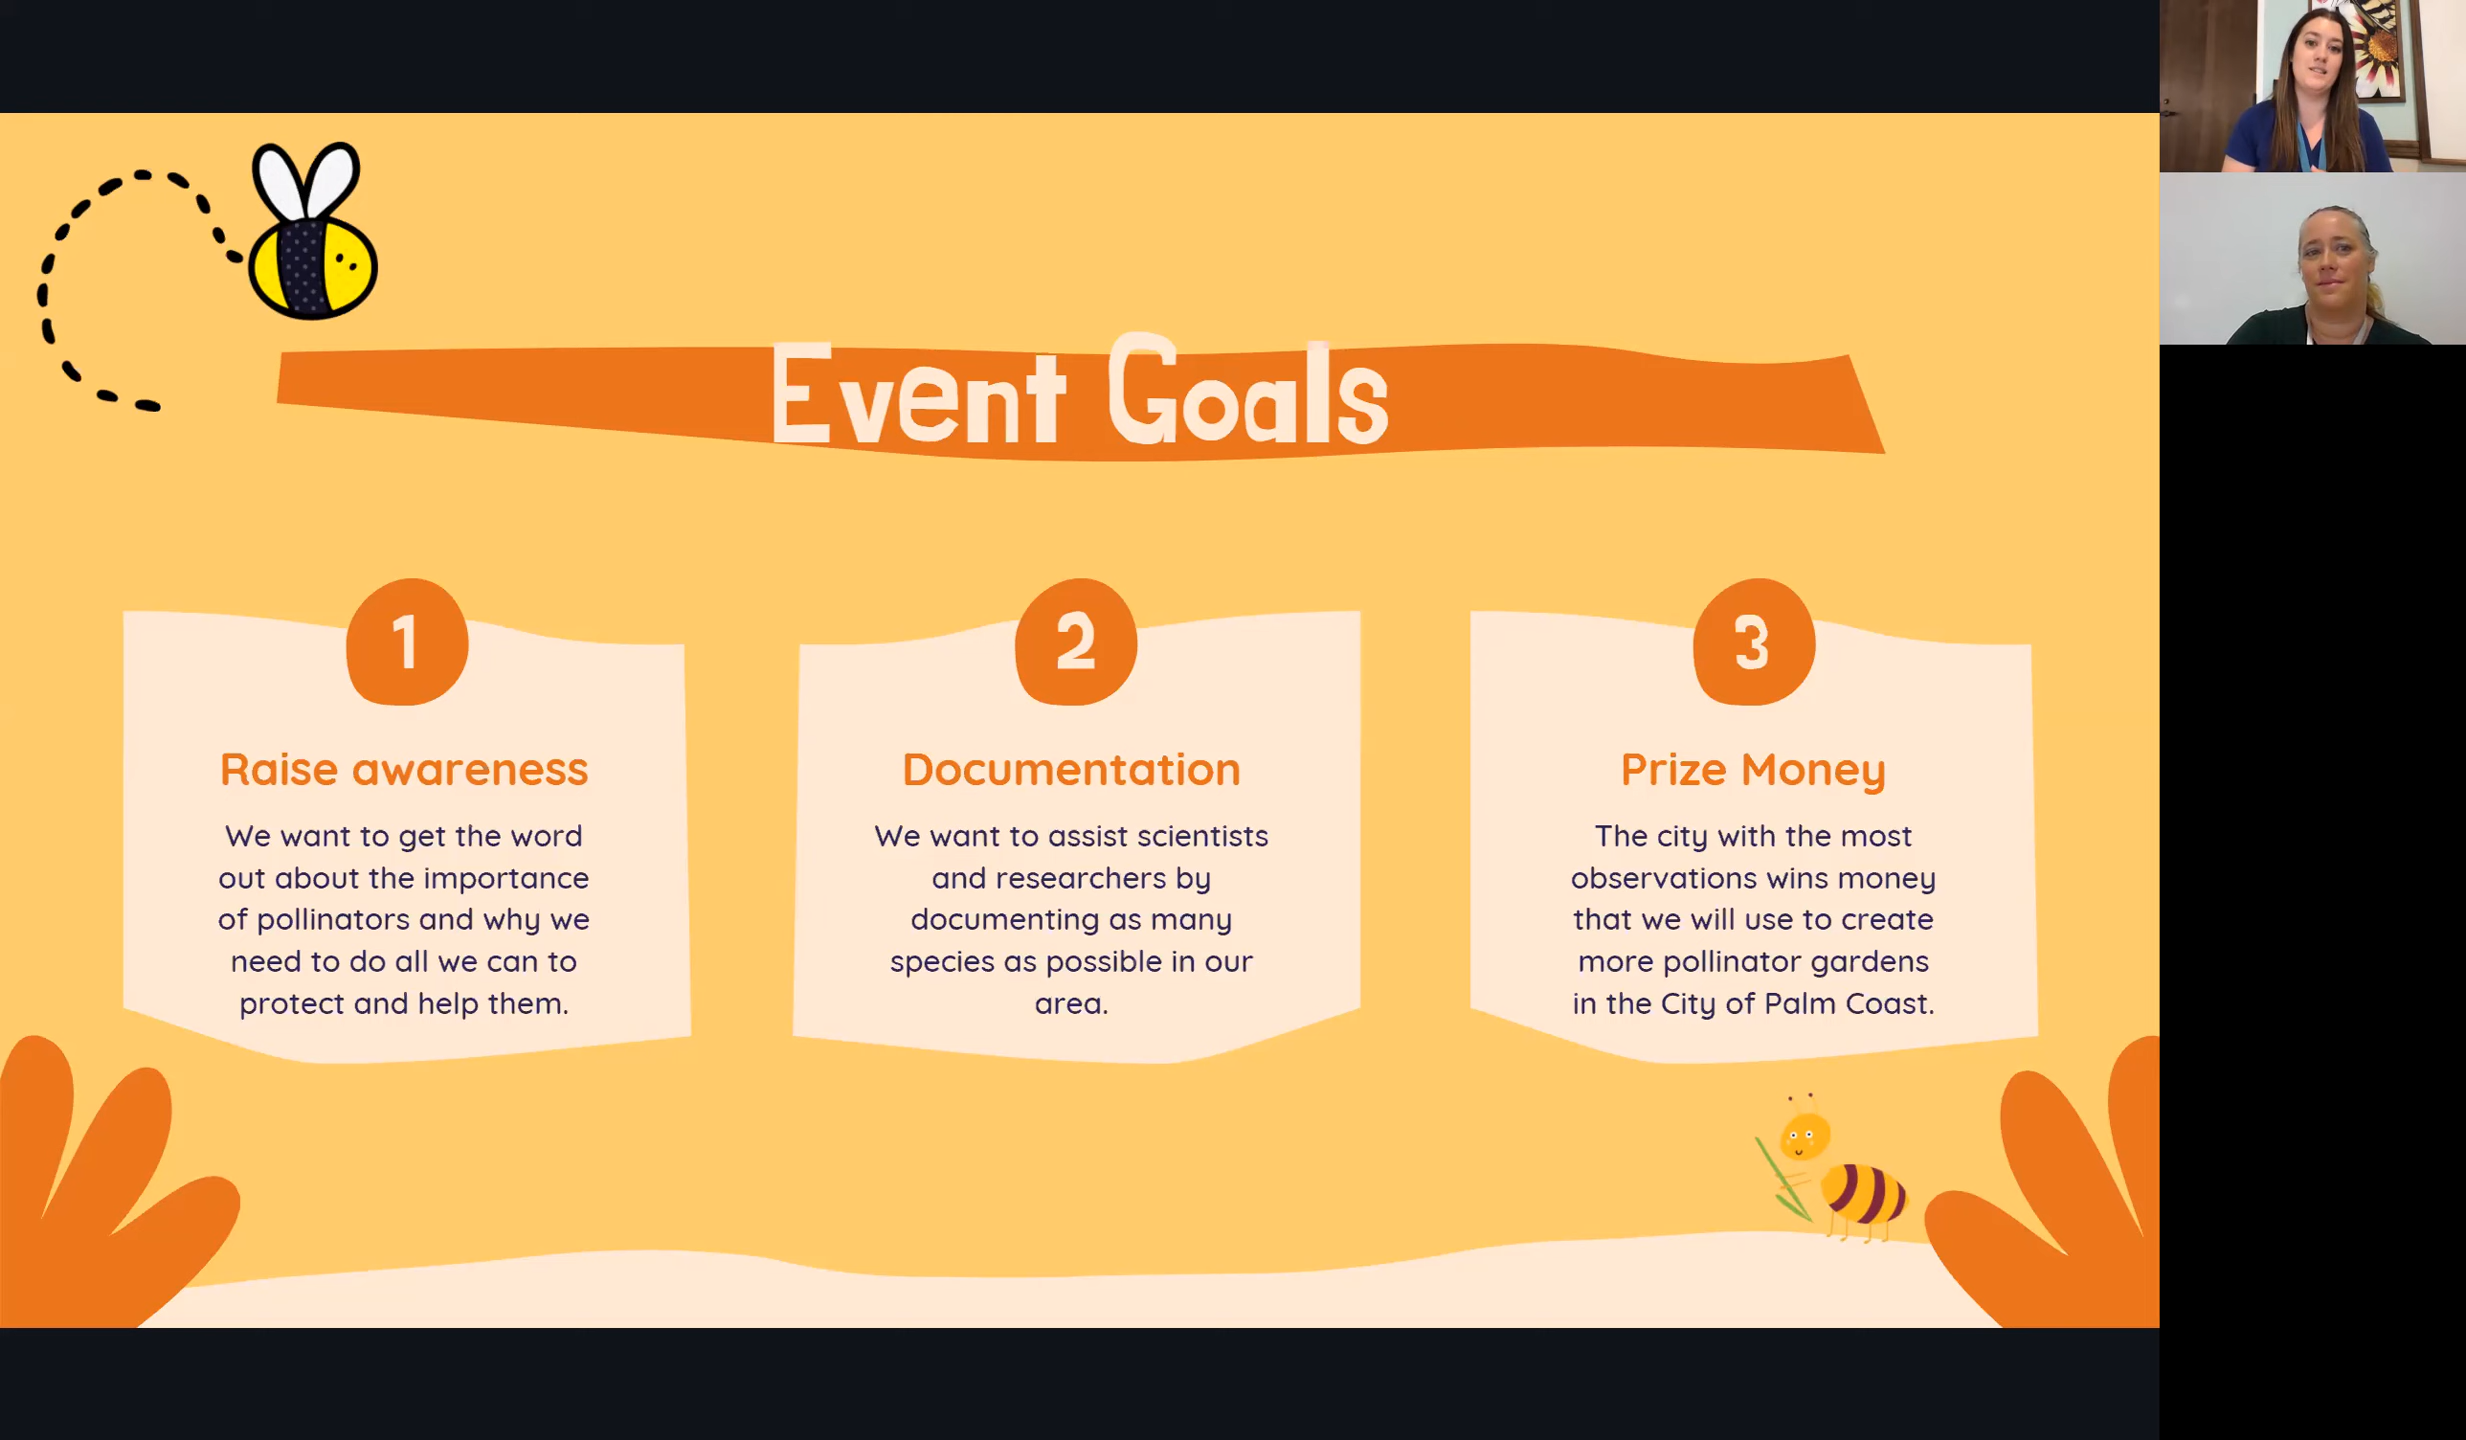 Event Goals
1
Raise awareness
We want to get the word
out about the importance
of pollinators and why we
need to do all we can to
protect and help them.
2
Documentation
We want to assist scientists
and researchers by
documenting as many
species as possible in our
area.
3
Prize Money
The city with the most
observations wins money
that we will use to create
more pollinator gardens
in the City of Palm Coast.